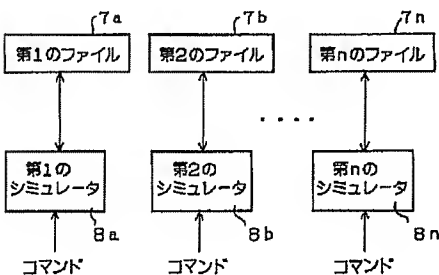 7a
7b
7n
第1のファイル
第2のファイル
第nのファイル
····
第1の
シミュレータ
第2の
シミュレータ
第nの
シミュレータ
8a
8b
8n
コマンド
コマンド
コマンド